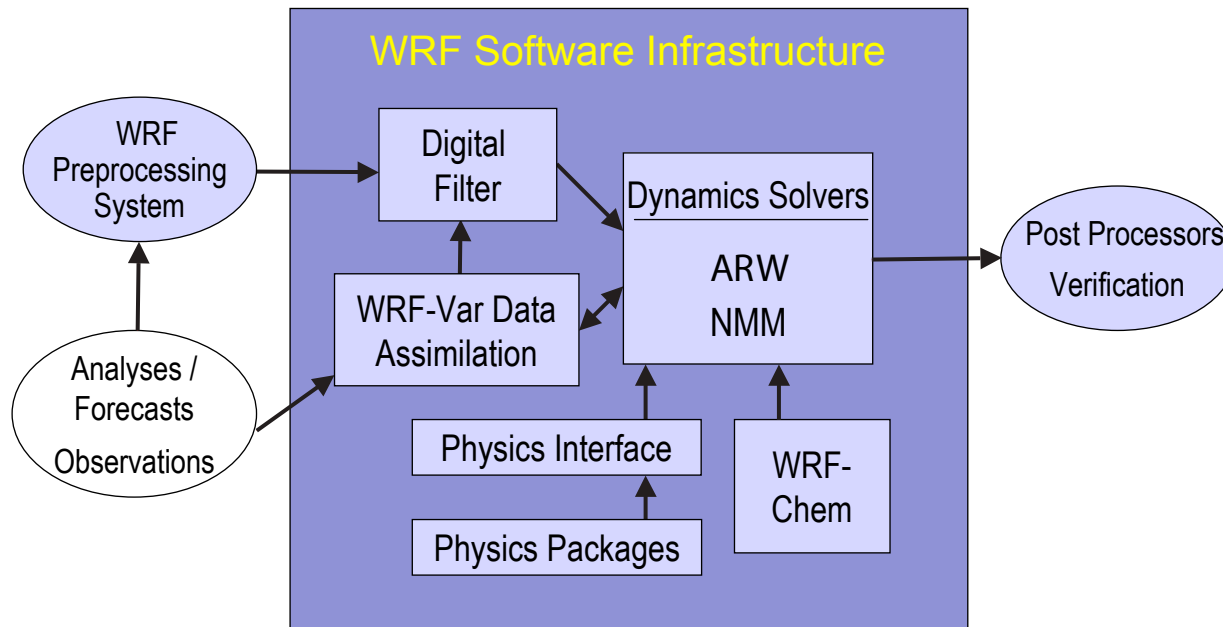 WRF Software Infrastructure
WRF
Preprocessing
System
Digital
Filter
Dynamics Solvers
ARW
NMM
Post Processors
Verification
WRF-Var Data
Assimilation
Analyses /
Forecasts
Observations
Physics Interface
WRF-
Chem
Physics Packages